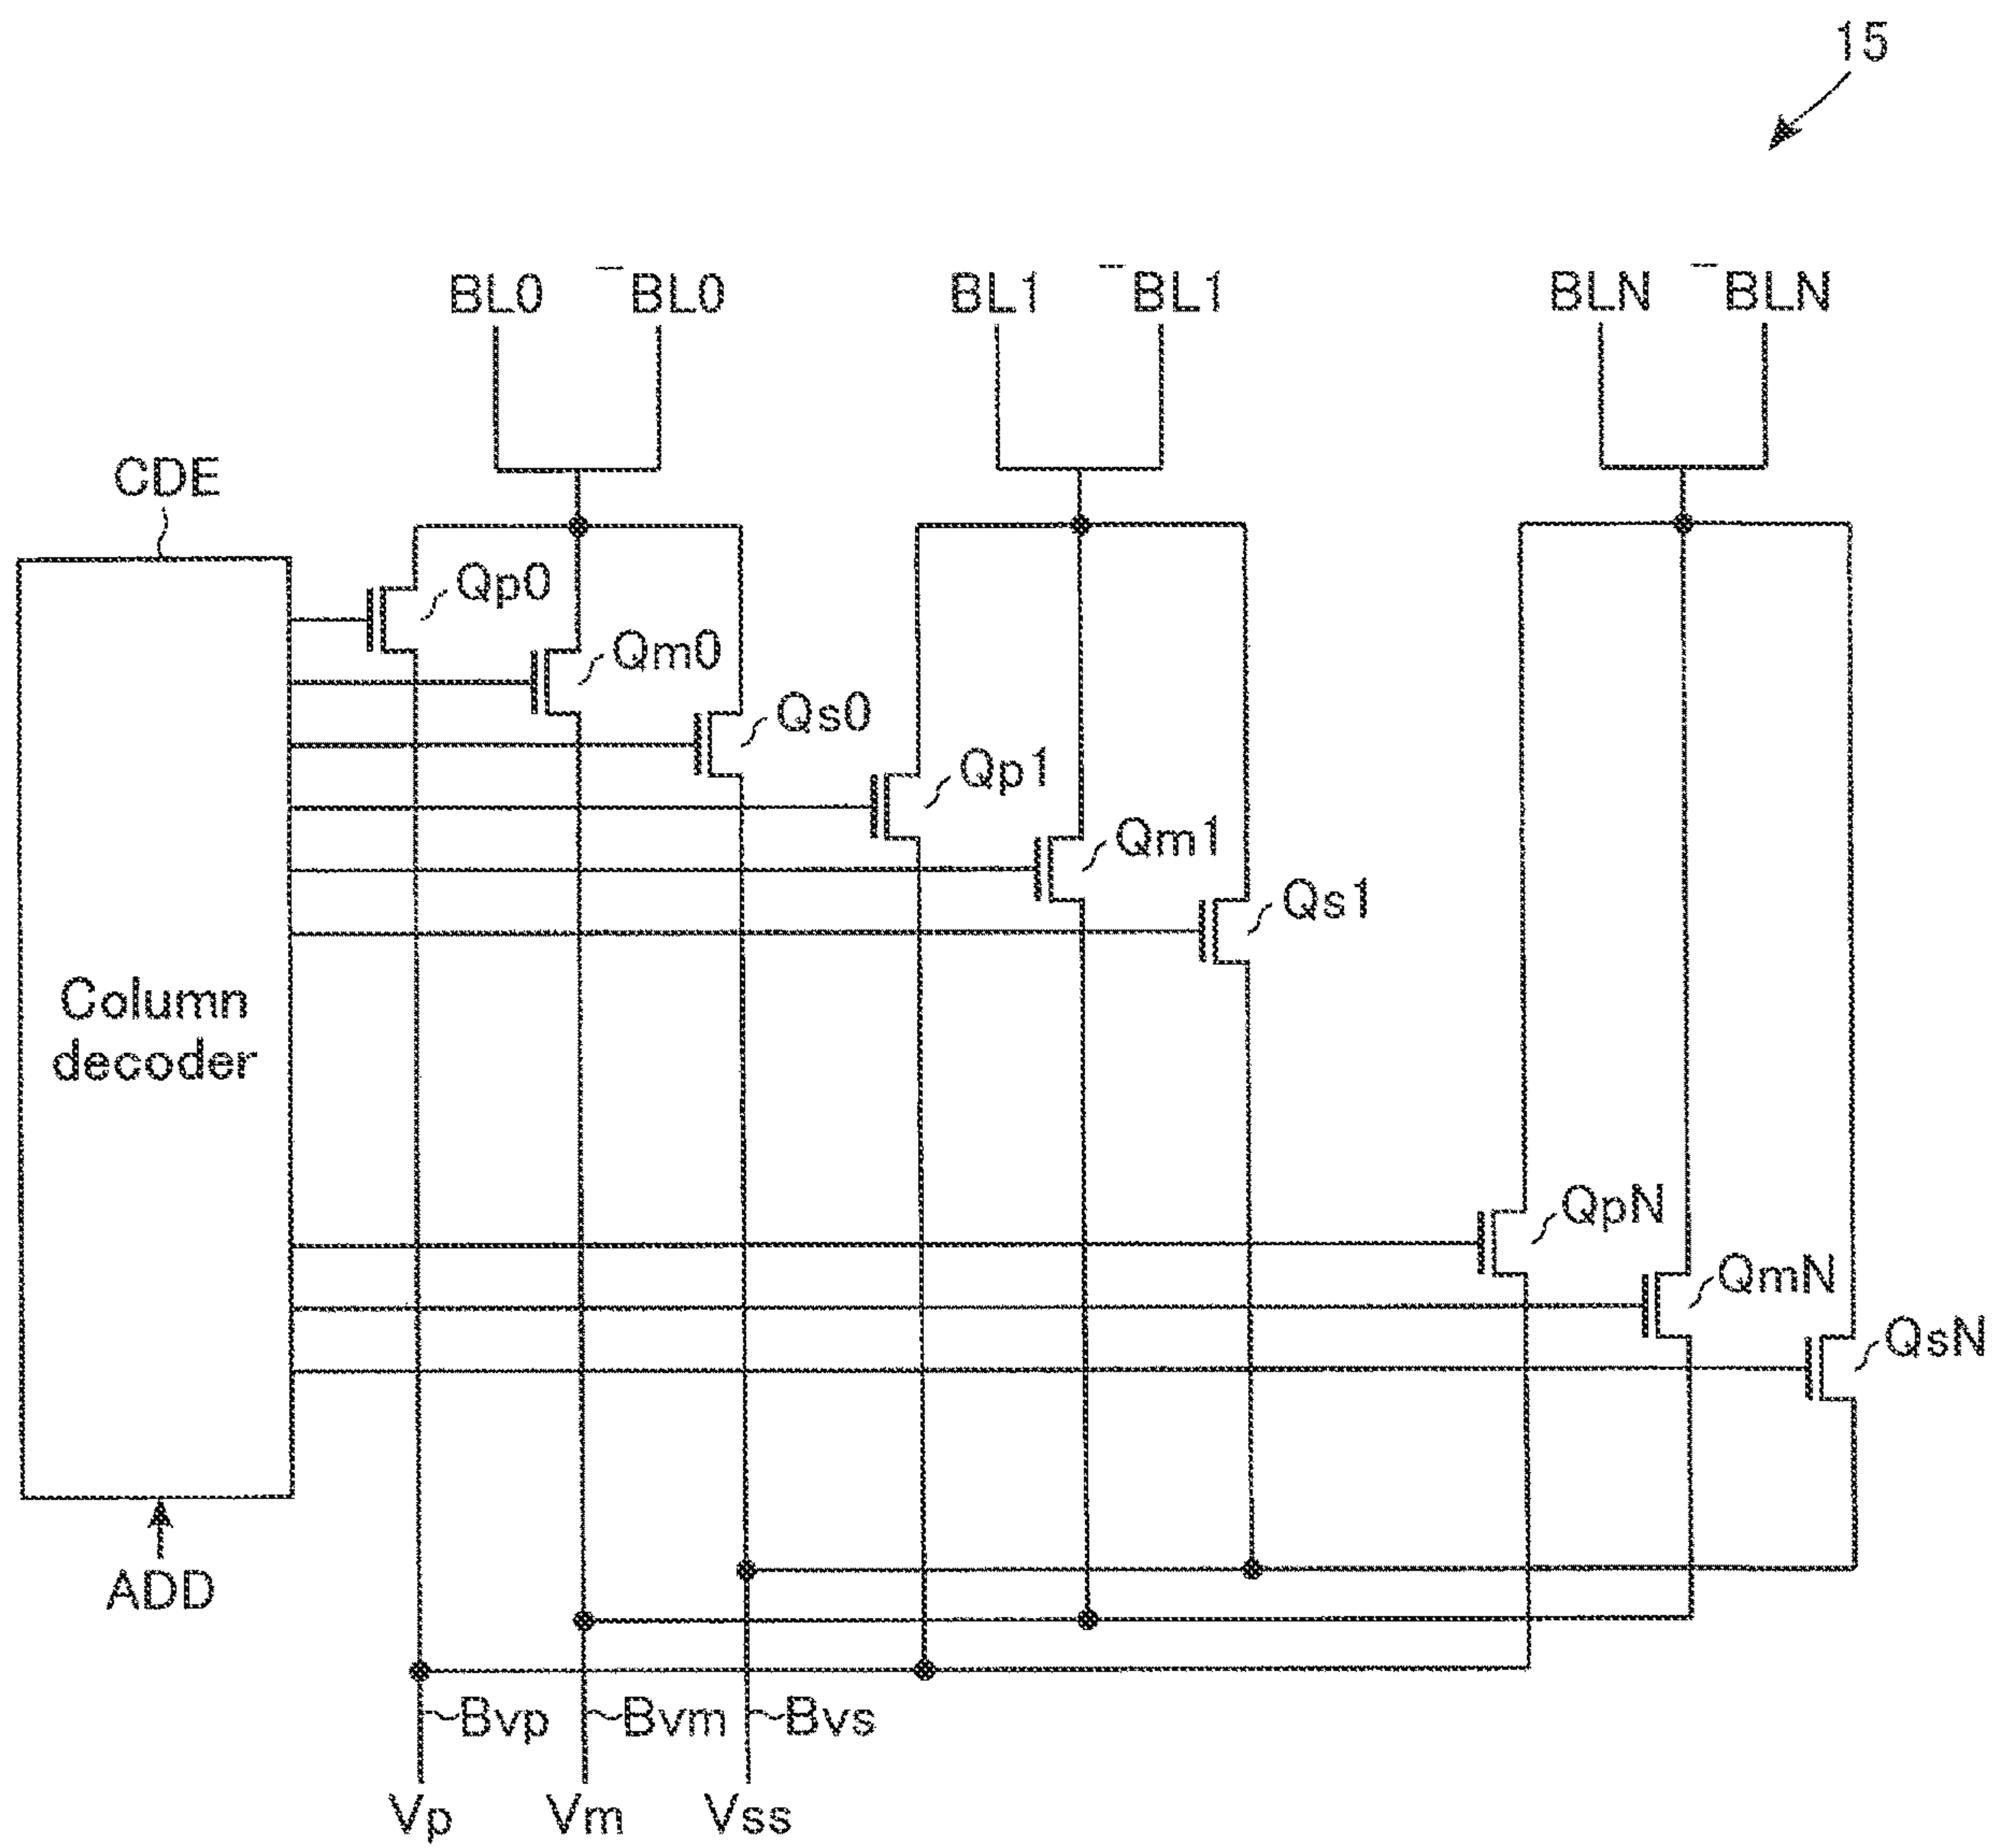 15
BL0 ‾BL0 BL1 ‾BL1 BLN ‾BLN
CDE
Qp0
Qm0
Qs0
Qp1
Qm1
Qs1
Column
decoder
QpN
QmN
QsN
ADD
Bvp Bvm Bvs
Vp Vm Vss